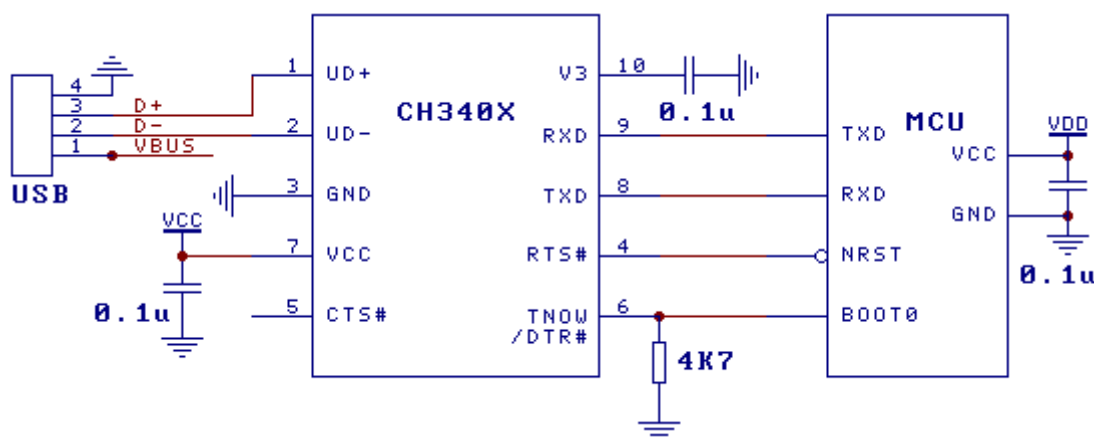 4
3
2
1
D+
D-
VBUS
USB
VCC
0.1u
1
2
3
7
5
UD+
UD-
GND
VCC
CTS#
CH340X
V3
RXD
TXD
RTS#
TNOW
/DTR#
10
9
8
4
6
0.1u
4K7
MCU
TXD
RXD
NRST
BOOT0
VCC
GND
VDD
0.1u